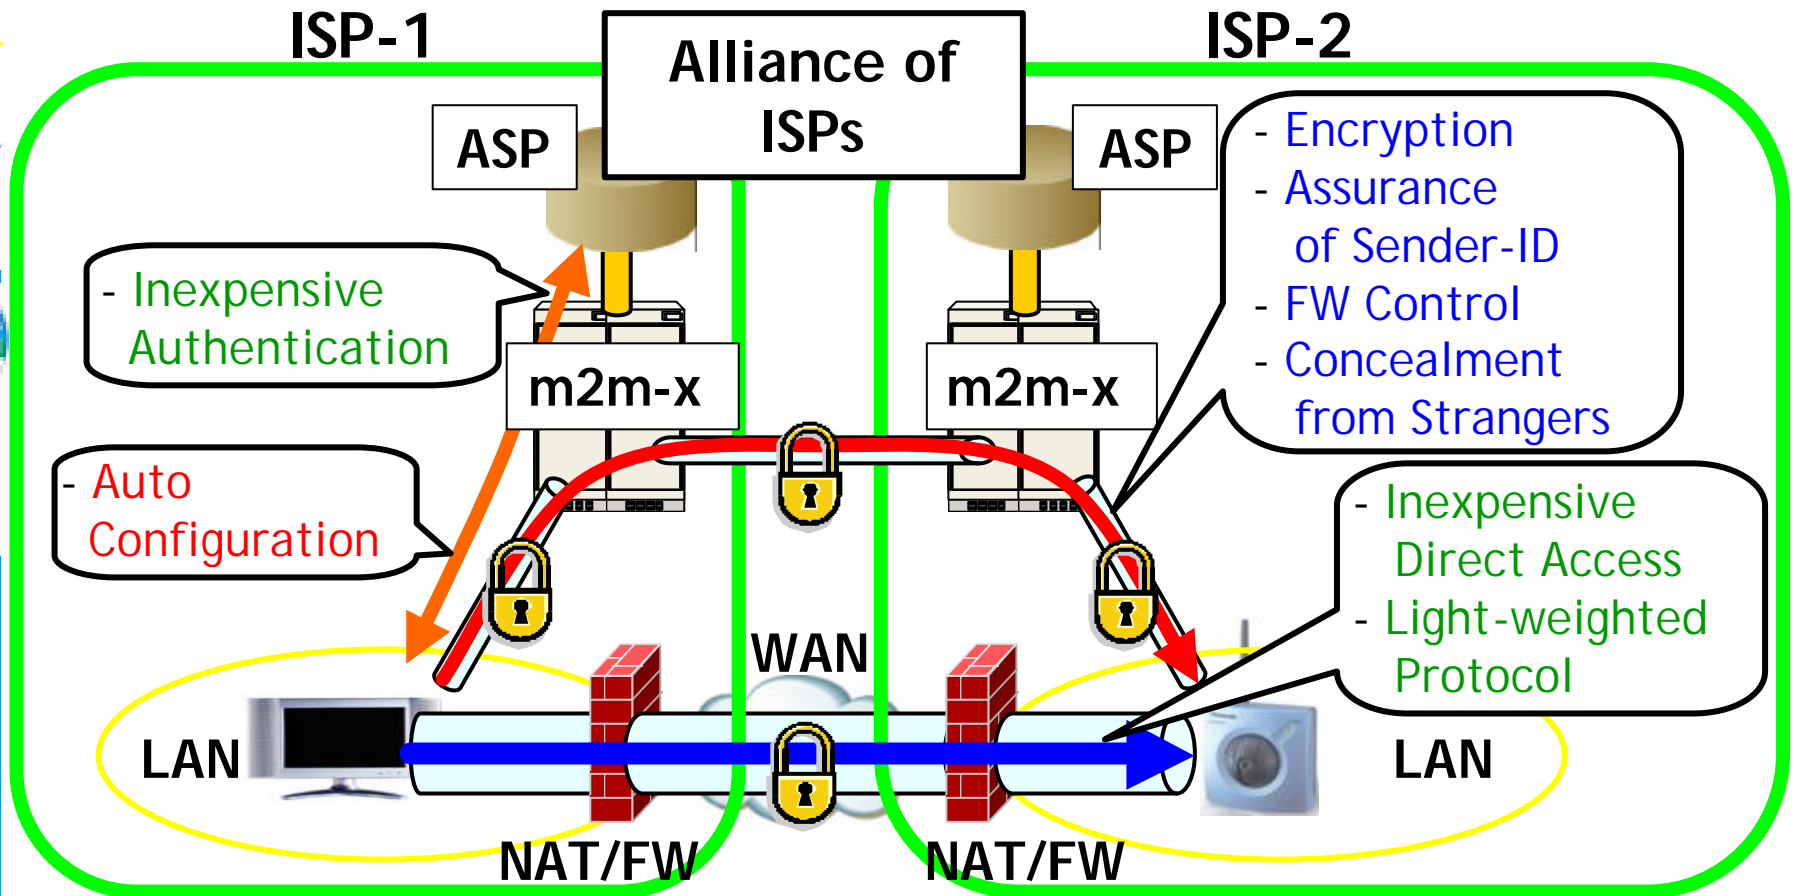 ISP-1
ISP-2
Alliance of
ISPs
ASP
ASP
- Encryption
- Assurance
of Sender-ID
- FW Control
- Concealment
from Strangers
- Inexpensive
Authentication
m2m-x
m2m-x
- Auto
Configuration
- Inexpensive
Direct Access
- Light-weighted
Protocol
WAN
LAN
LAN
NAT/FW
NAT/FW